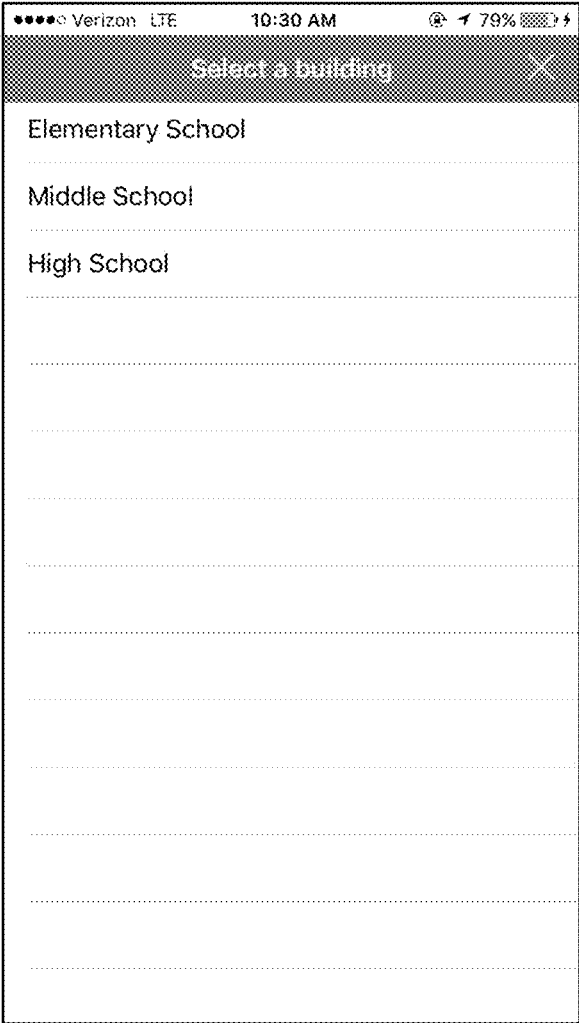 Verizon LTE 10:30 AM 79%
Select a building
Elementary School
Middle School
High School